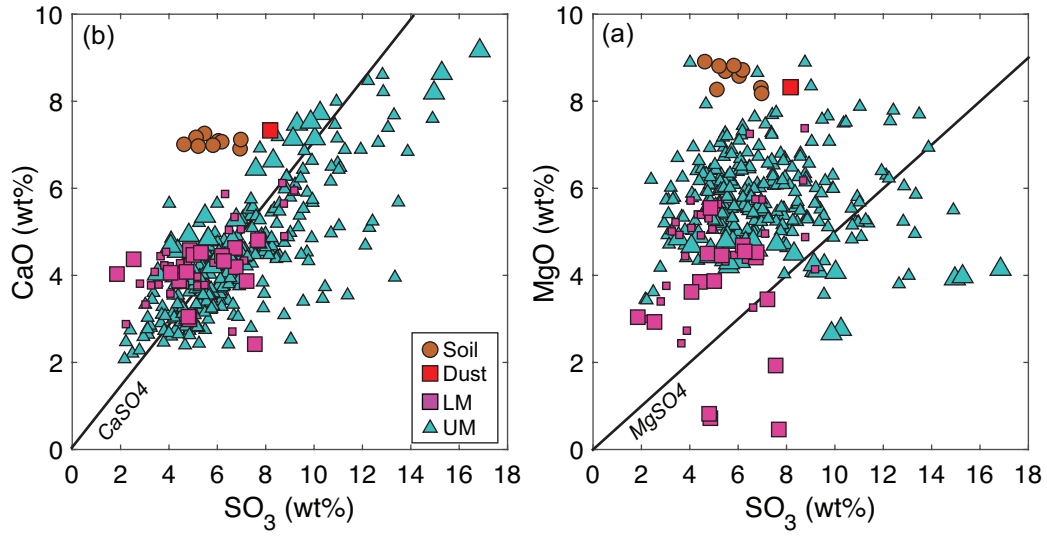 (b)
CaO (wt%)
10
8
6
4
2
0
CaSO4
Soil
Dust
LM
UM
0 2 4 6 8 10 12 14 16 18
SO3 (wt%)
(a)
MgO (wt%)
10
8
6
4
2
0
MgSO4
0 2 4 6 8 10 12 14 16 18
SO3 (wt%)